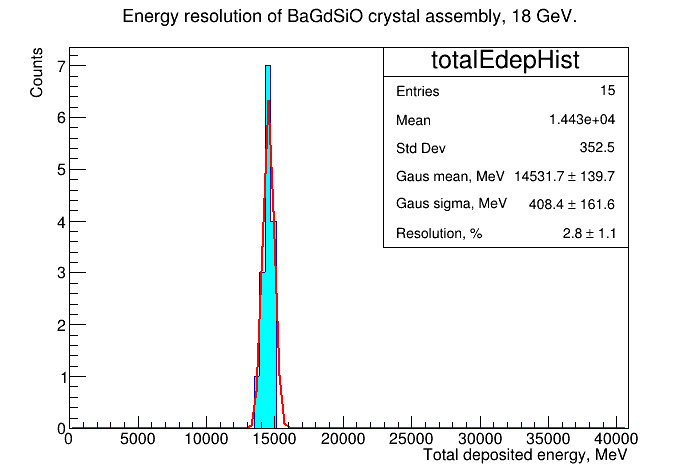 Energy resolution of BaGdSiO crystal assembly, 18 GeV.
totalEdepHist
Entries 15
Mean 1.443e+04
Std Dev 352.5
Gaus mean, MeV 14531.7 ± 139.7
Gaus sigma, MeV 408.4 ± 161.6
Resolution, % 2.8 ± 1.1
Counts
7
6
5
4
3
2
1
0
0 5000 10000 15000 20000 25000 30000 35000 40000
Total deposited energy, MeV